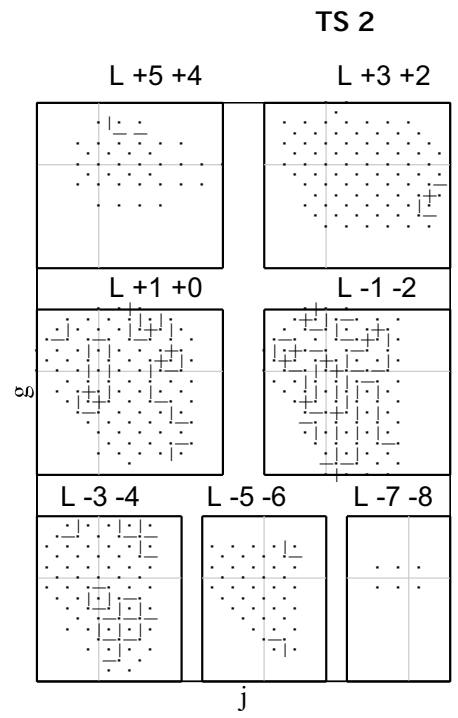 TS 2
L +5 +4
L +3 +2
L +1 +0
L -1 -2
g
L -3 -4
L -5 -6
L -7 -8
j